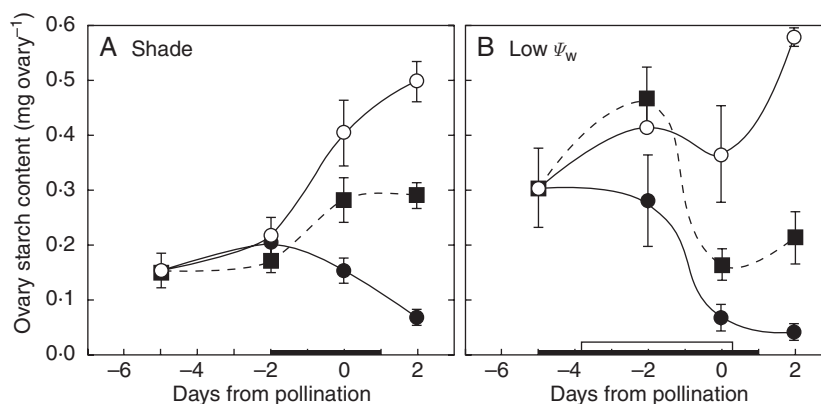 A Shade
B Low Ψw
Ovary starch content (mg ovary−1)
0·6
0·5
0·4
0·3
0·2
0·1
0·0
−6 −4 −2 0 2
−6 −4 −2 0 2
Days from pollination
Days from pollination